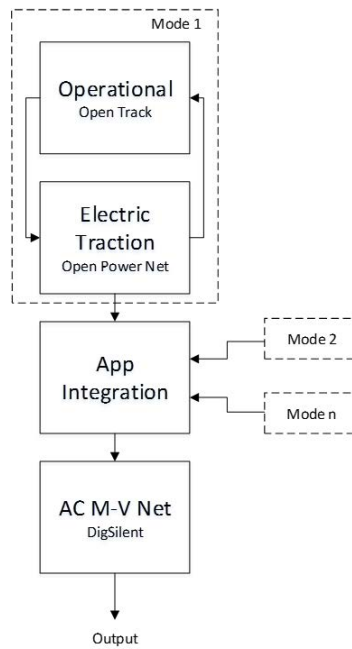 Mode 1
Operational
Open Track
Electric
Traction
Open Power Net
App
Integration
Mode 2
Mode n
AC M-V Net
DigSilent
Output